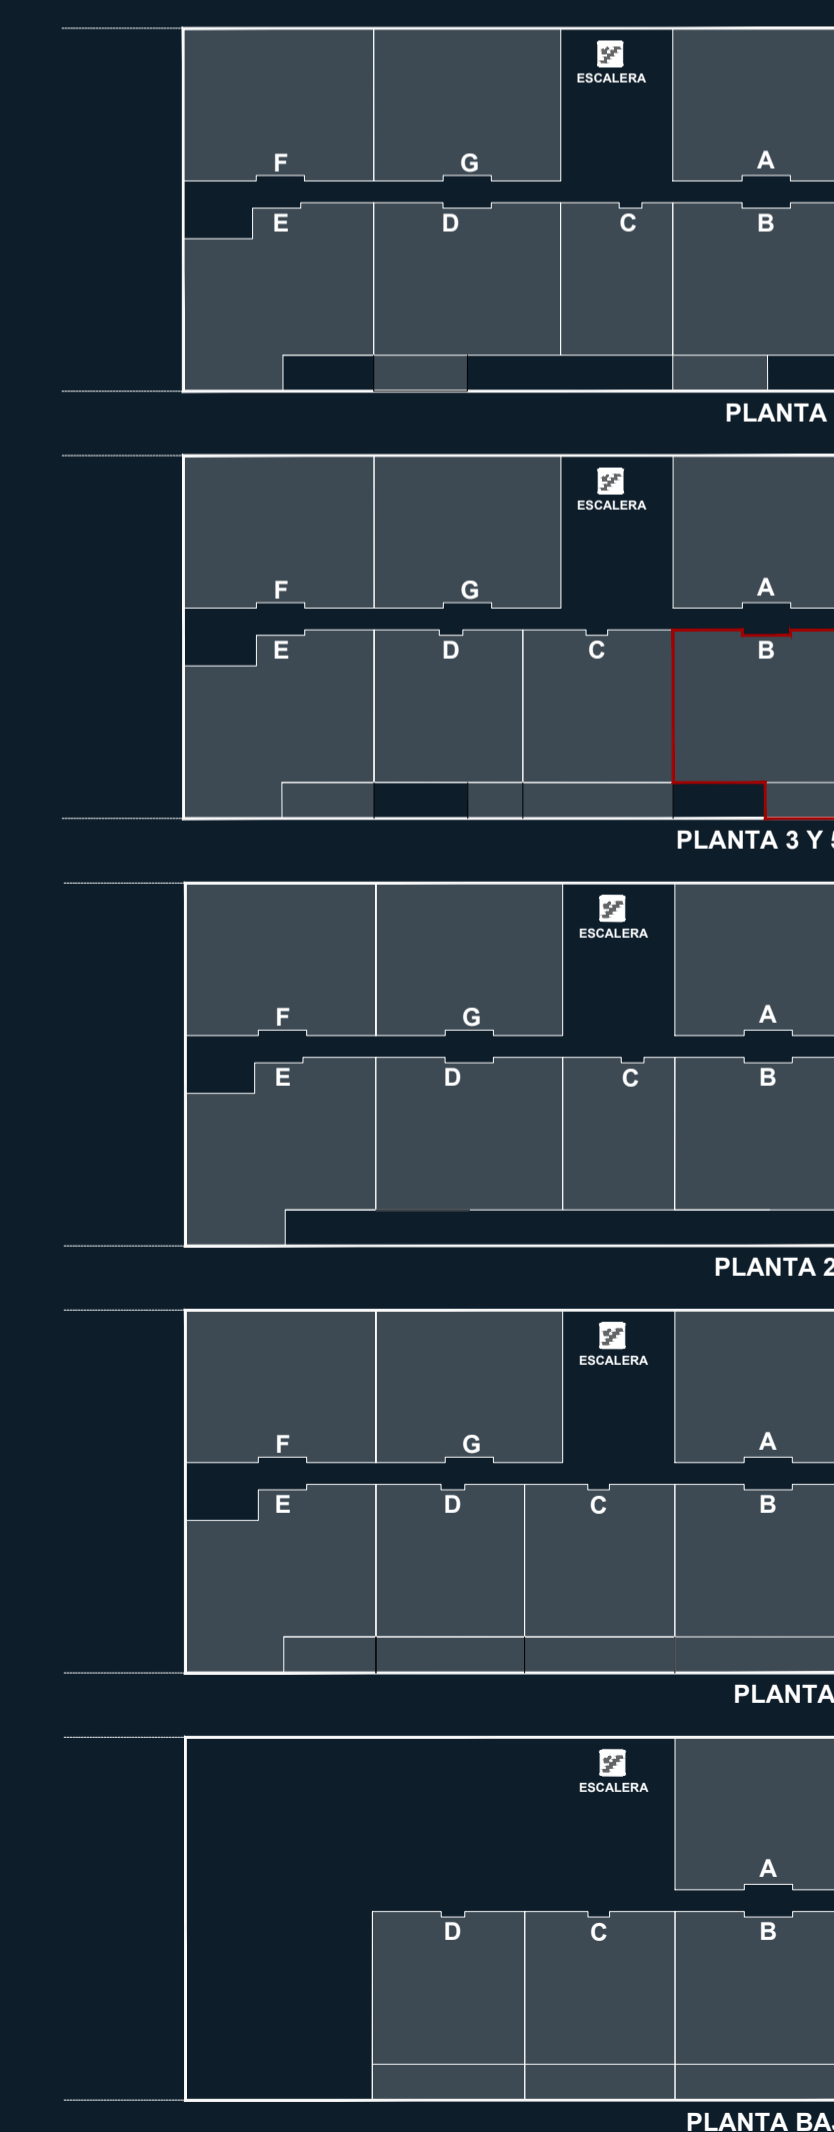 ESCALERA
F G A
E D C B
PLANTA
ESCALERA
F G A
E D C B
PLANTA 3 Y
ESCALERA
F G A
E D C B
PLANTA 2
ESCALERA
F G A
E D C B
PLANTA
ESCALERA
A
D C B
PLANTA BA